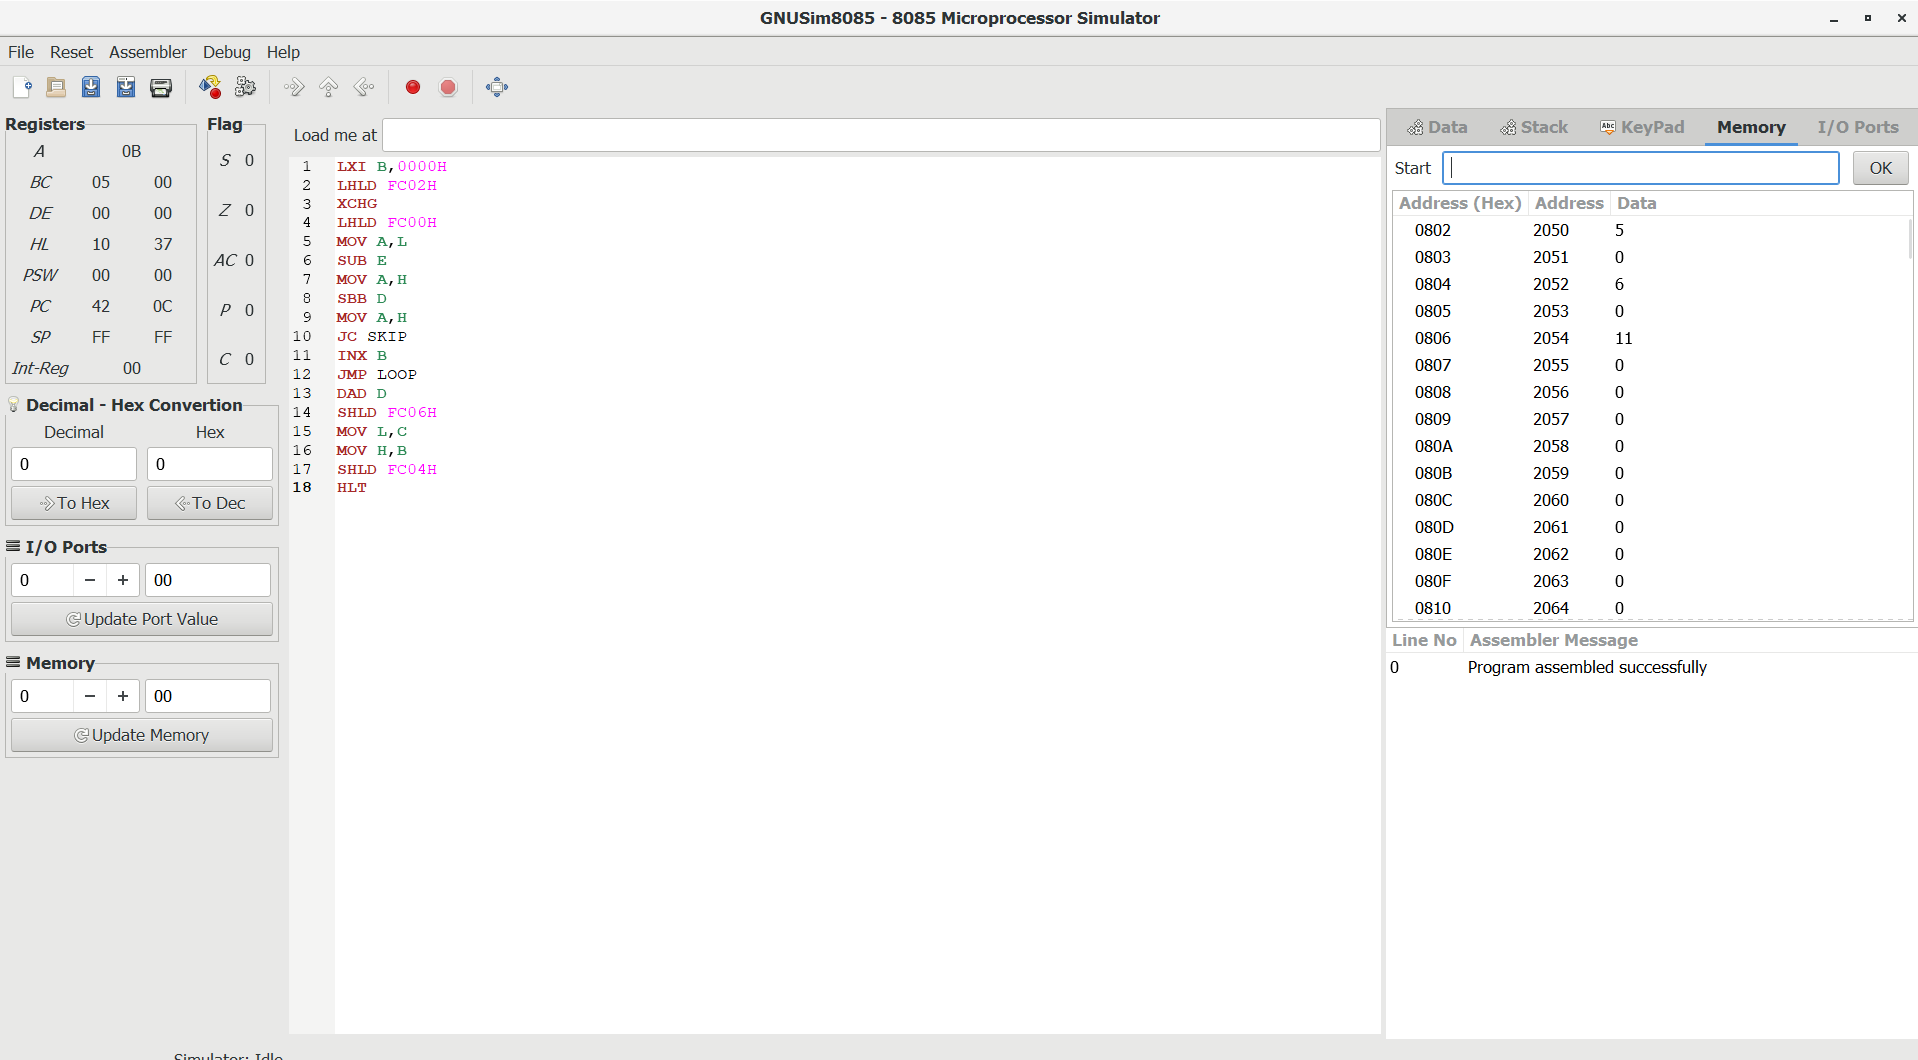 GNUSim8085 - 8085 Microprocessor Simulator
File Reset Assembler Debug Help
Registers
A 0B
BC 05 00
DE 00 00
HL 10 37
PSW 00 00
PC 42 0C
SP FF FF
Int-Reg 00
Flag
S 0
Z 0
AC 0
P 0
C 0
Decimal - Hex Convertion
Decimal Hex
0 0
To Hex To Dec
I/O Ports
0 − + 00
Update Port Value
Memory
0 − + 00
Update Memory
Load me at
1 LXI B,0000H
2 LHLD FC02H
3 XCHG
4 LHLD FC00H
5 MOV A,L
6 SUB E
7 MOV A,H
8 SBB D
9 MOV A,H
10 JC SKIP
11 INX B
12 JMP LOOP
13 DAD D
14 SHLD FC06H
15 MOV L,C
16 MOV H,B
17 SHLD FC04H
18 HLT
Data Stack Abc KeyPad Memory I/O Ports
Start OK
Address (Hex) Address Data
0802 2050 5
0803 2051 0
0804 2052 6
0805 2053 0
0806 2054 11
0807 2055 0
0808 2056 0
0809 2057 0
080A 2058 0
080B 2059 0
080C 2060 0
080D 2061 0
080E 2062 0
080F 2063 0
0810 2064 0
Line No Assembler Message
0 Program assembled successfully
Simulator: Idle